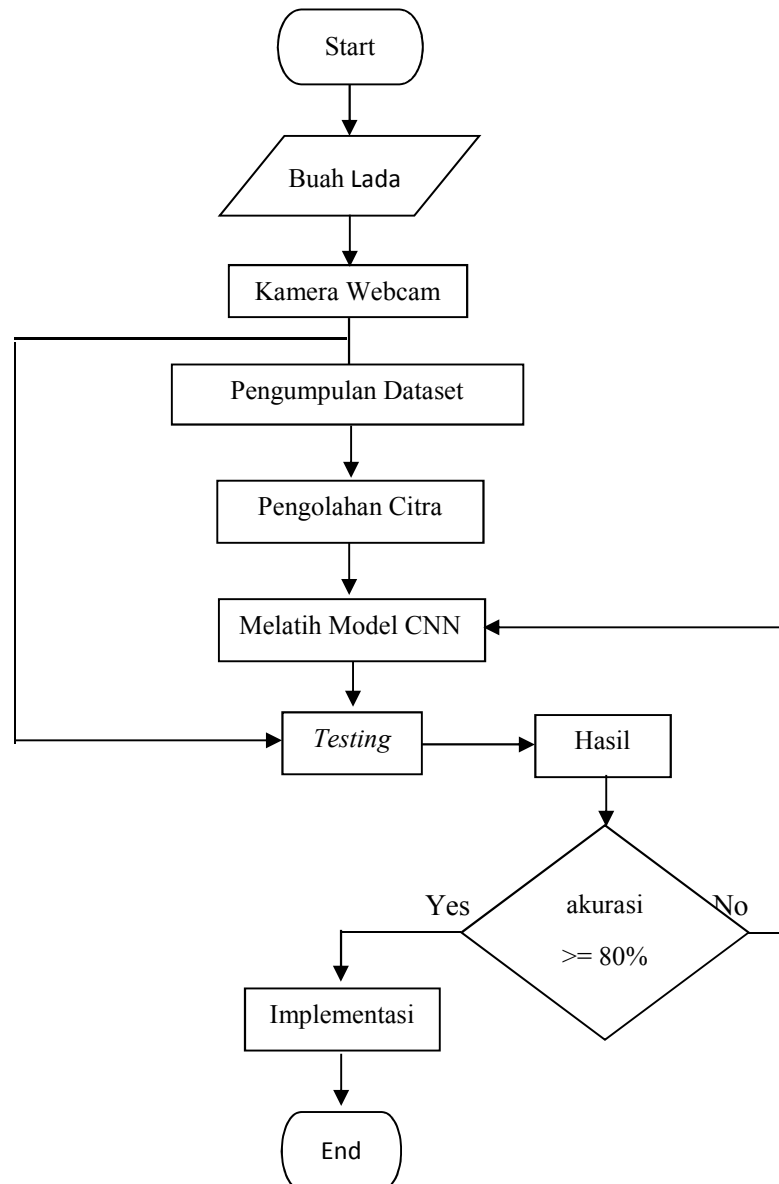 Start
Buah Lada
Kamera Webcam
Pengumpulan Dataset
Pengolahan Citra
Melatih Model CNN
Testing
Hasil
Yes
akurasi
>= 80%
No
Implementasi
End